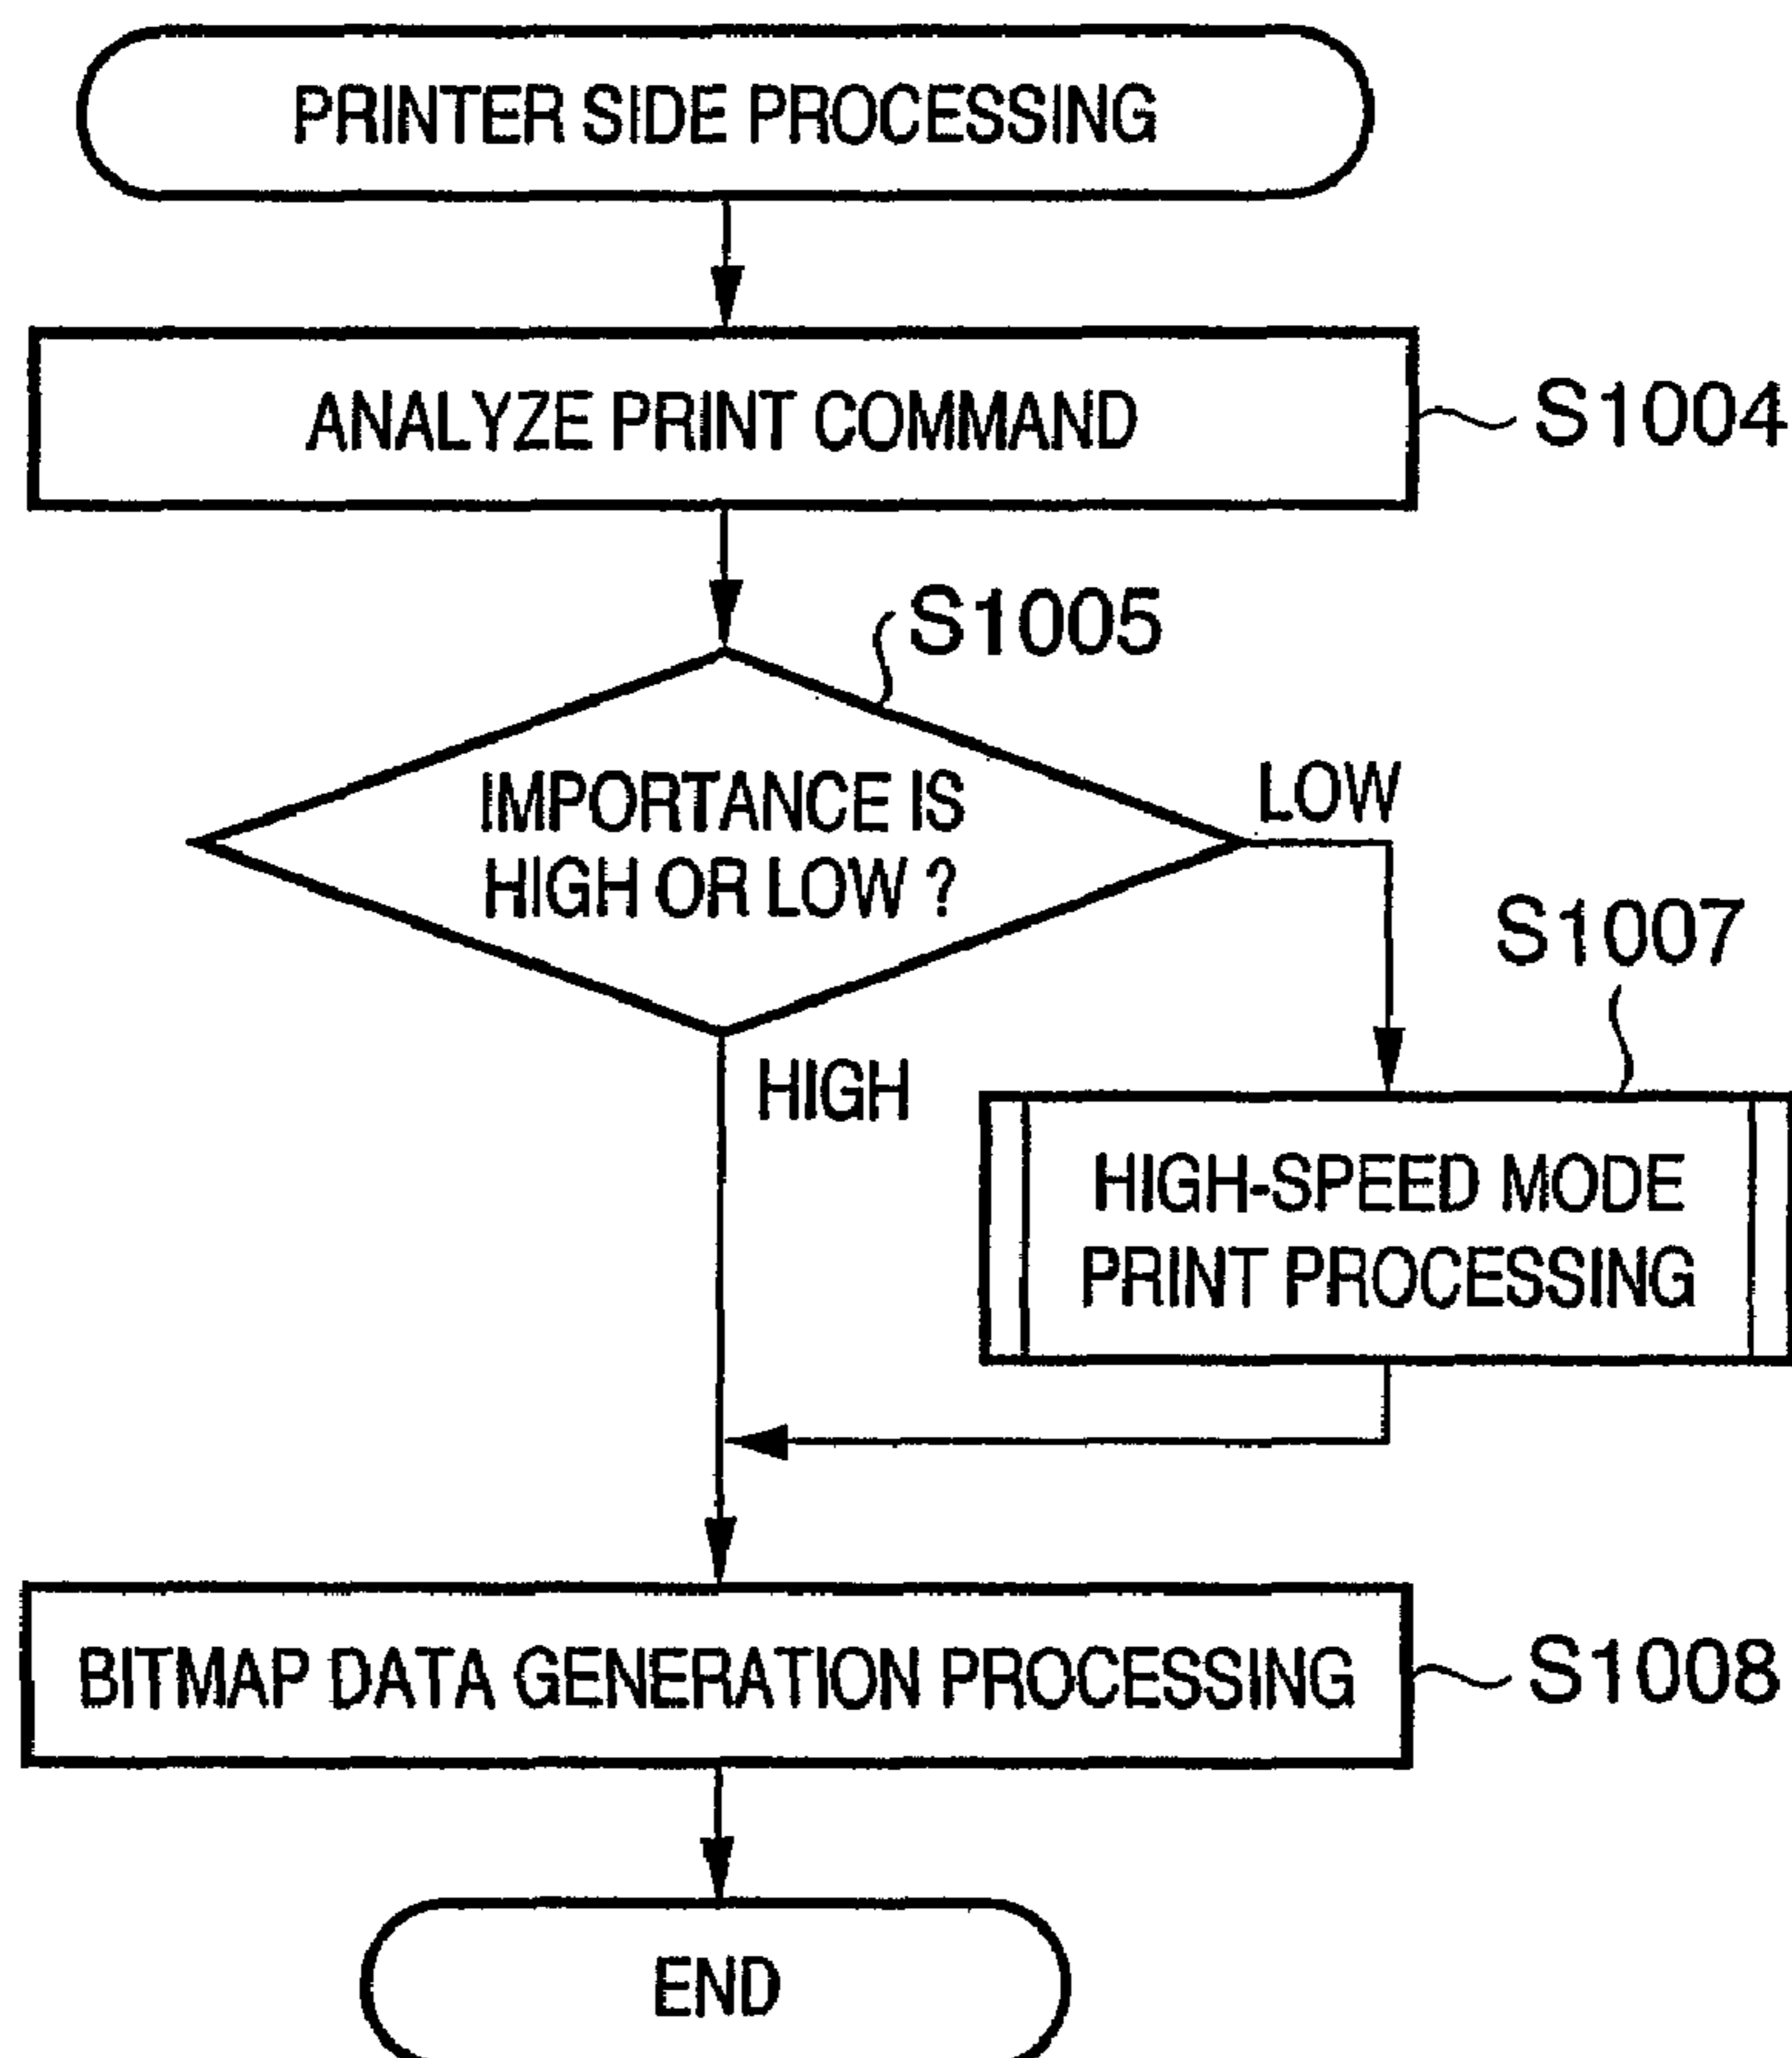 PRINTER SIDE PROCESSING
ANALYZE PRINT COMMAND
S1004
S1005
IMPORTANCE IS
HIGH OR LOW ?
LOW
HIGH
S1007
HIGH-SPEED MODE
PRINT PROCESSING
BITMAP DATA GENERATION PROCESSING
S1008
END